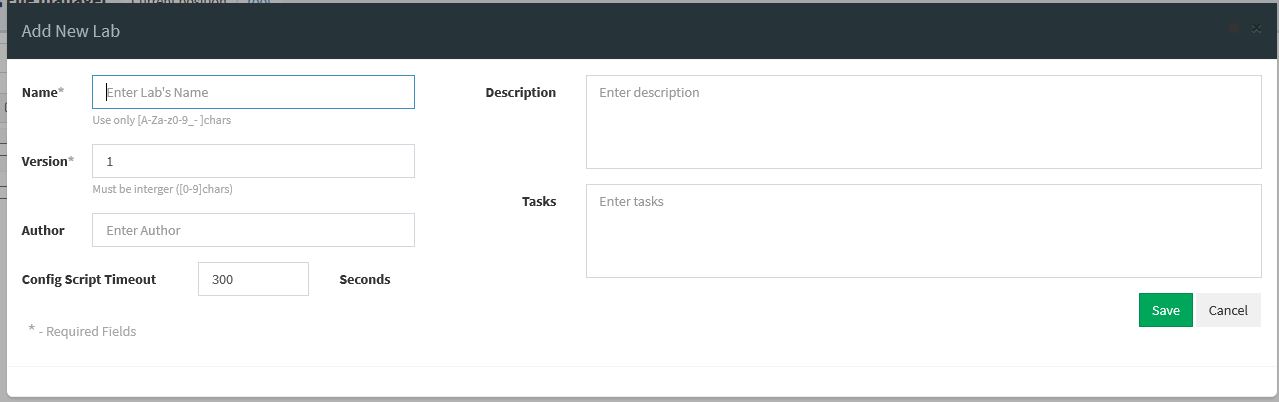 File manager Current position root
Add New Lab
Name*
Enter Lab's Name
Use only [A-Za-z0-9_- ]chars
Version*
1
Must be interger ([0-9]chars)
Author
Enter Author
Config Script Timeout
300
Seconds
* - Required Fields
Description
Enter description
Tasks
Enter tasks
Save
Cancel